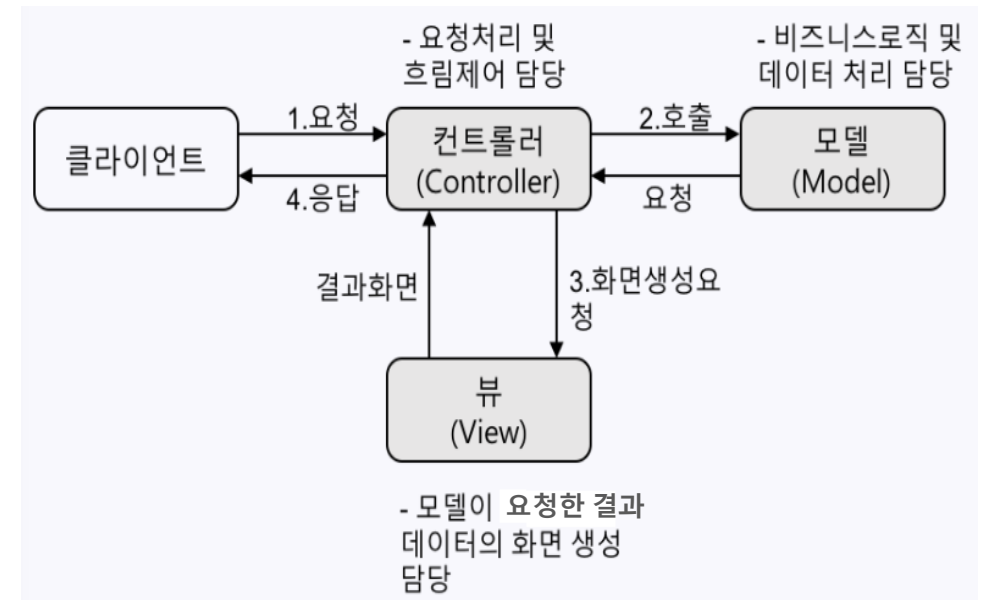 - 요청처리 및
흐림제어 담당
- 비즈니스로직 및
데이터 처리 담당
클라이언트
1.요청
4.응답
컨트롤러
(Controller)
2.호출
요청
모델
(Model)
결과화면
3.화면생성요
청
뷰
(View)
- 모델이 요청한 결과
데이터의 화면 생성
담당